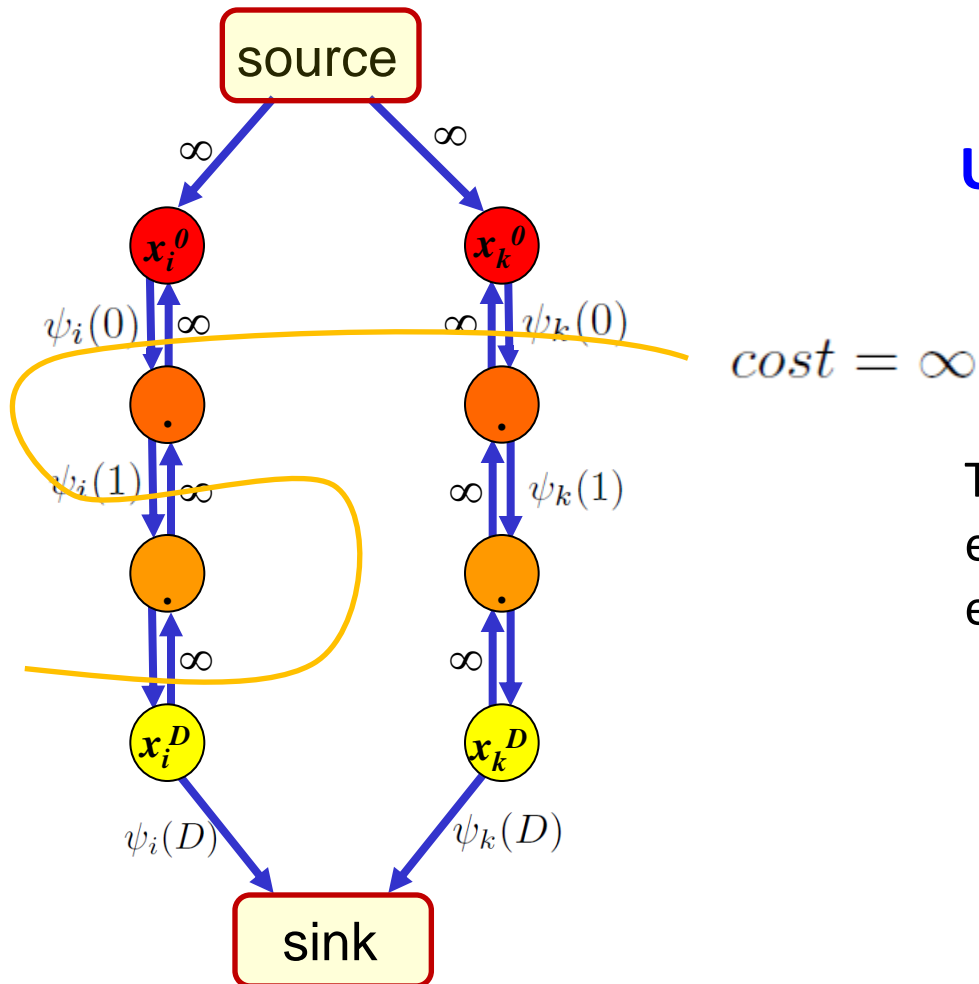 source
∞ ∞
x_i^0 x_k^0
ψ_i(0) ∞ ∞ ψ_k(0)
cost = ∞
. .
ψ_i(1) ∞ ∞ ψ_k(1)
. .
∞ ∞
x_i^D x_k^D
ψ_i(D) ψ_k(D)
sink